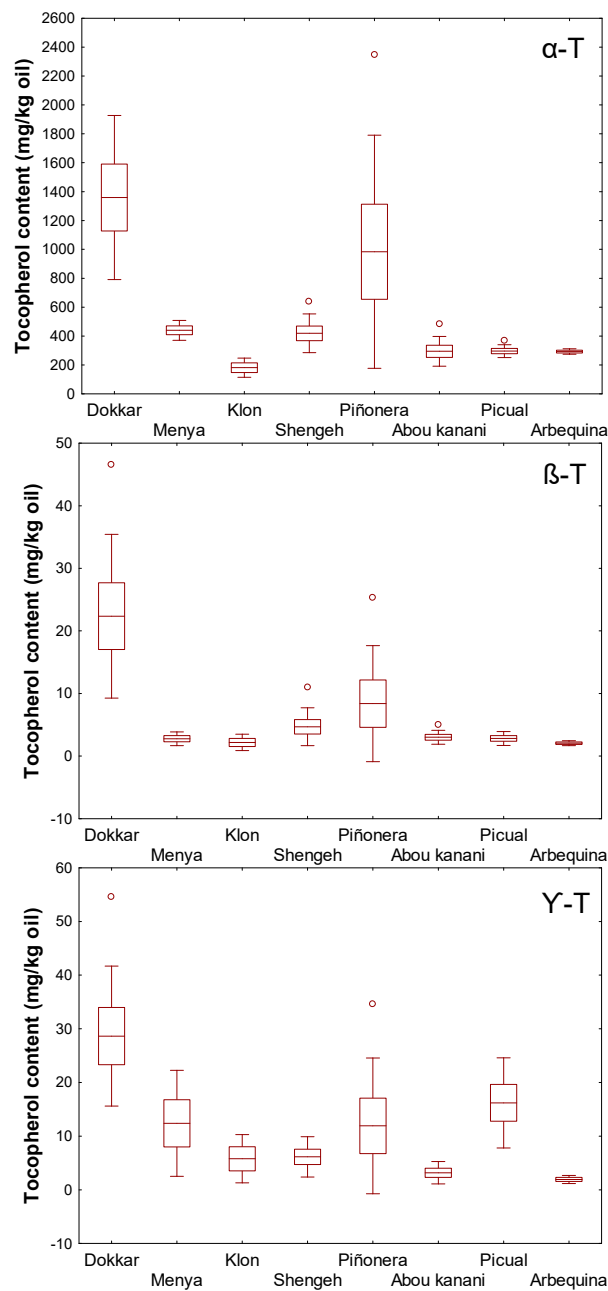 Tocopherol content (mg/kg oil)
2600
2400
2200
2000
1800
1600
1400
1200
1000
800
600
400
200
0
α-T
Dokkar
Klon
Piñonera
Picual
Menya
Shengeh
Abou kanani
Arbequina
Tocopherol content (mg/kg oil)
50
40
30
20
10
0
-10
ß-T
Dokkar
Klon
Piñonera
Picual
Menya
Shengeh
Abou kanani
Arbequina
Tocopherol content (mg/kg oil)
60
50
40
30
20
10
0
-10
ϒ-T
Dokkar
Klon
Piñonera
Picual
Menya
Shengeh
Abou kanani
Arbequina